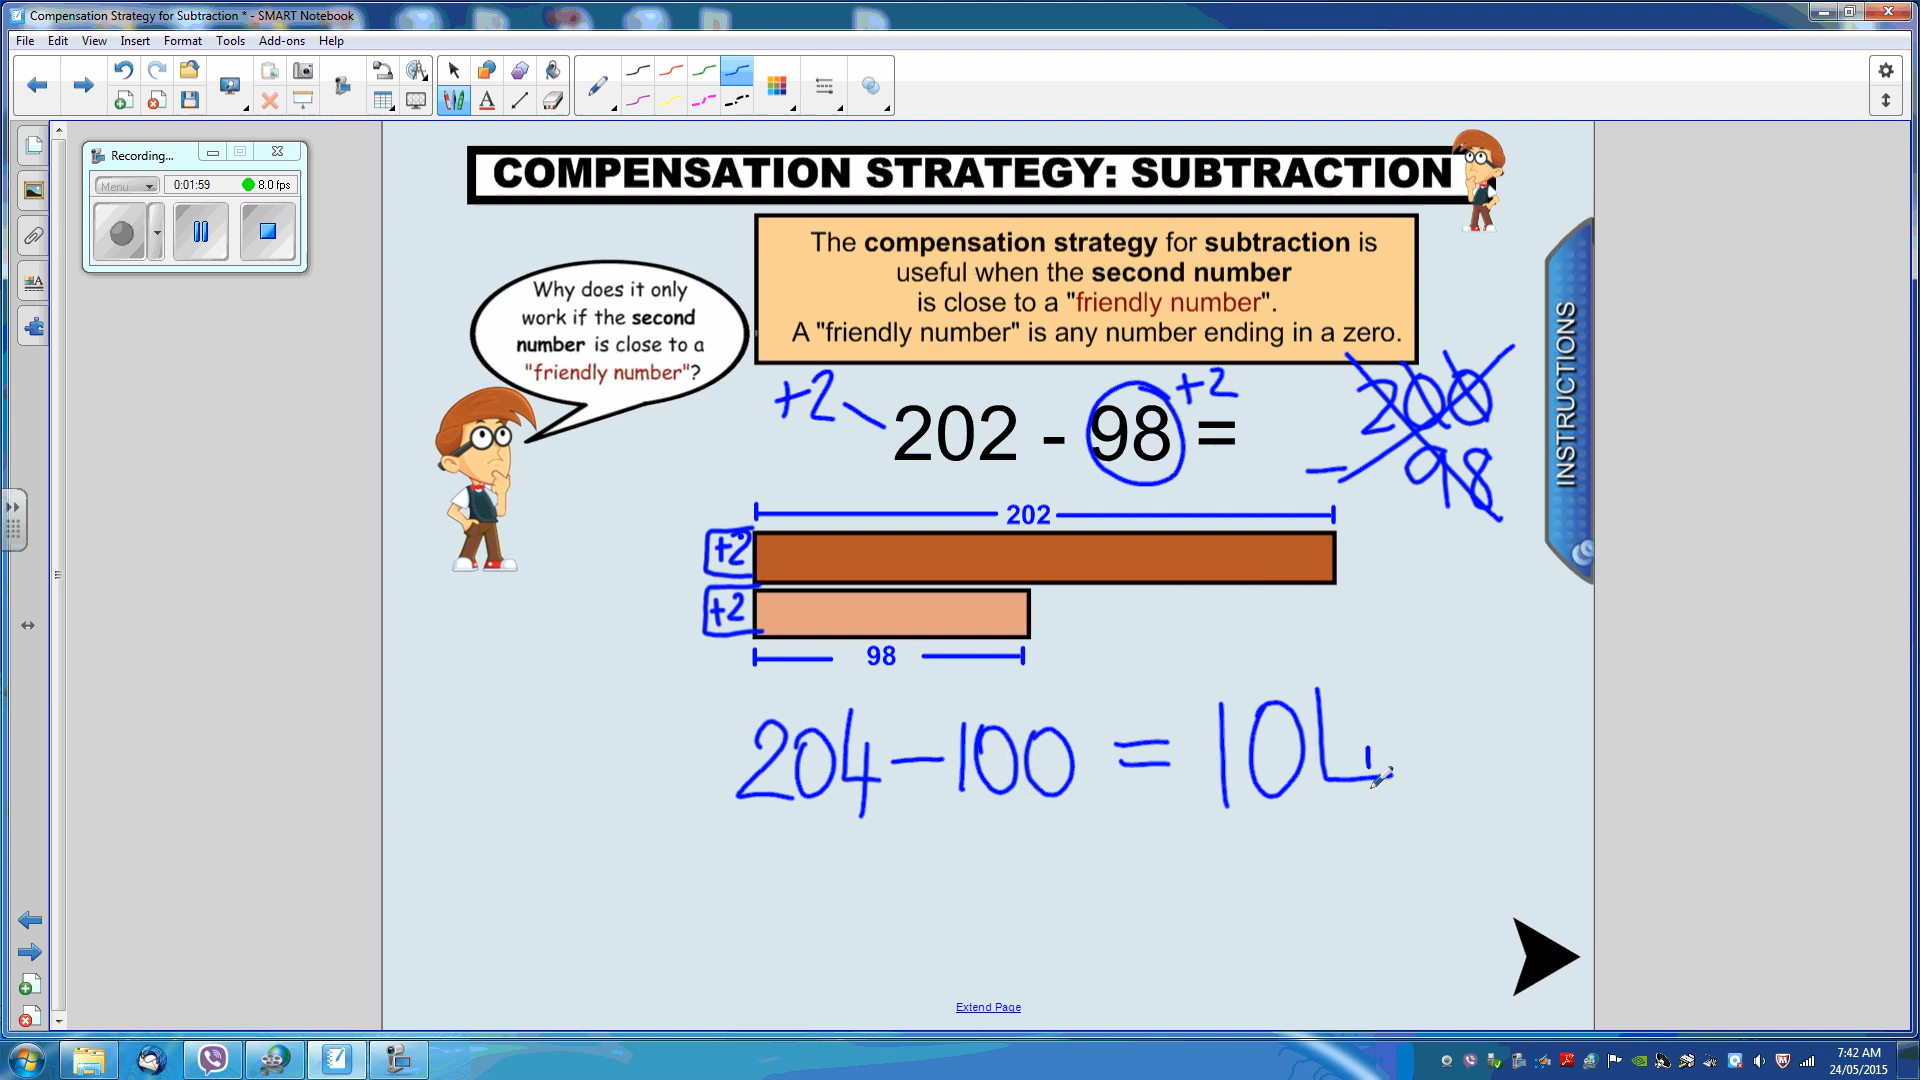 Compensation Strategy for Subtraction * - SMART Notebook
File Edit View Insert Format Tools Add-ons Help
Recording...
Menu 0:01:59 8.0 fps
COMPENSATION STRATEGY: SUBTRACTION
The compensation strategy for subtraction is
useful when the second number
is close to a "friendly number".
A "friendly number" is any number ending in a zero.
Why does it only
work if the second
number is close to a
"friendly number"?
INSTRUCTIONS
+2 +2
202 - 98 =
200
- 98
202
+2
+2
98
204 - 100 = 104
Extend Page
7:42 AM
24/05/2015